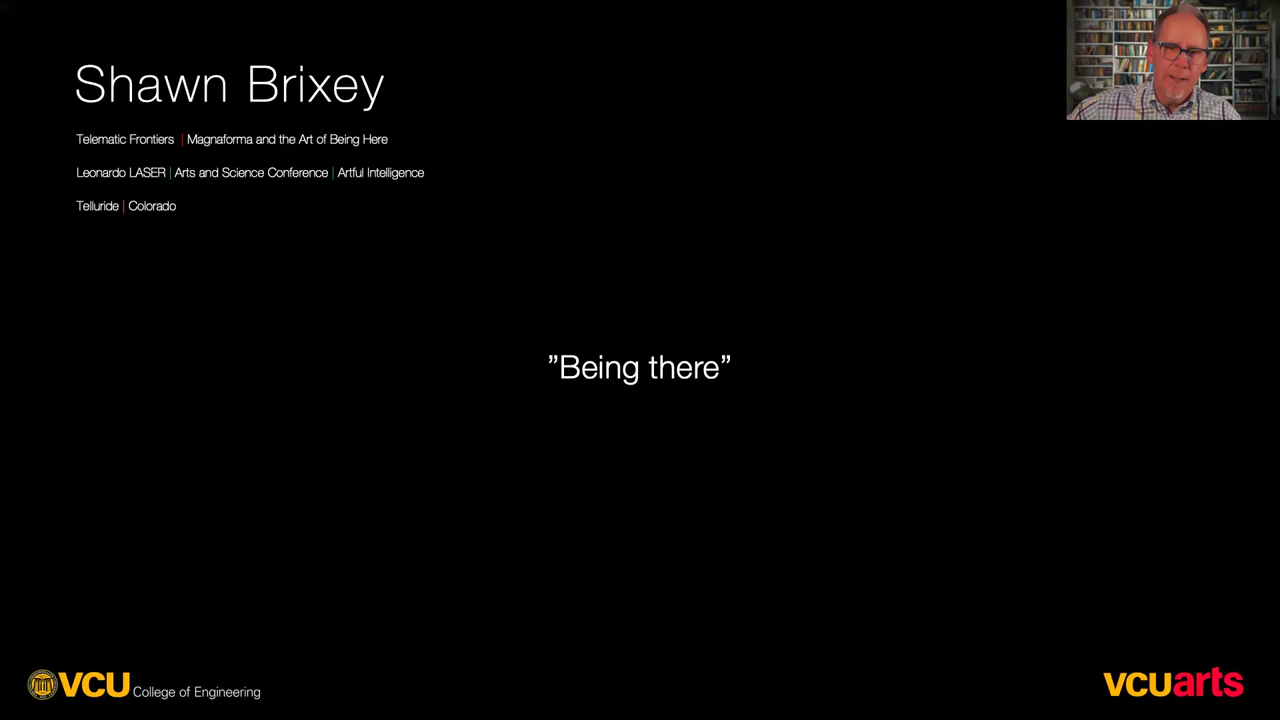 Shawn Brixey
Telematic Frontiers | Magnaforma and the Art of Being Here
Leonardo LASER | Arts and Science Conference | Artful Intelligence
Telluride | Colorado
”Being there”
VCU College of Engineering
vcuarts